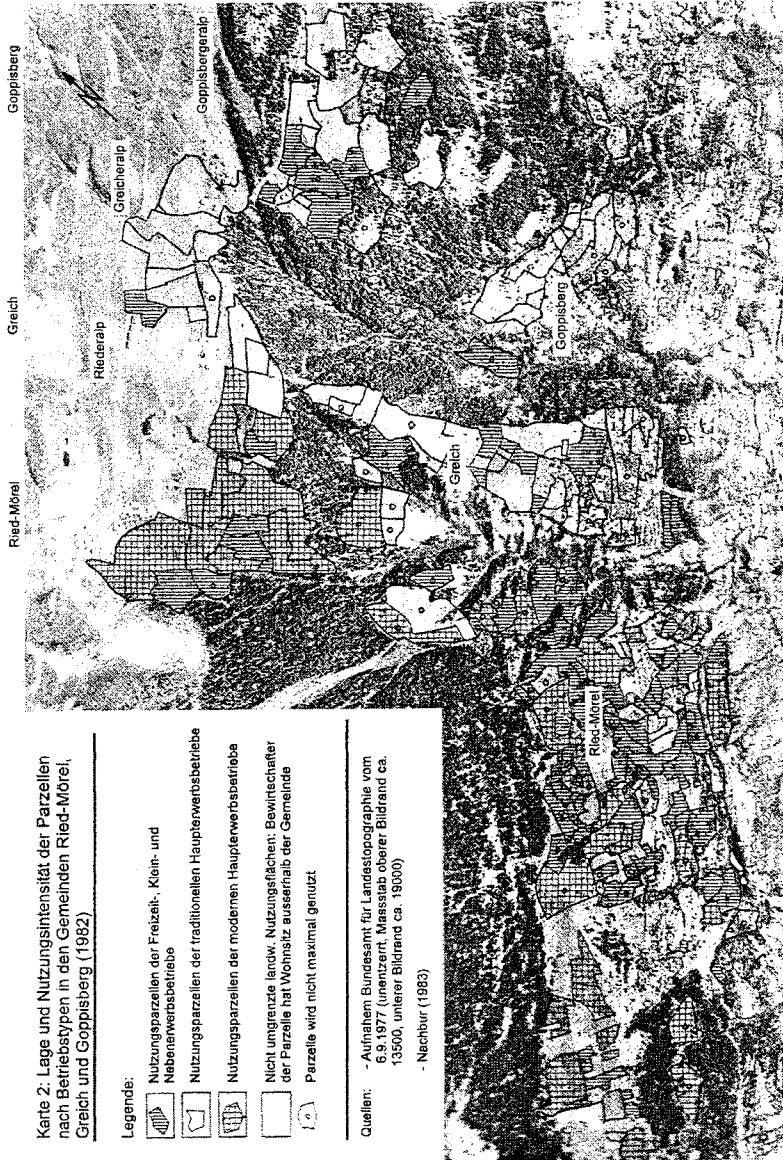 Karte 2: Lage und Nutzungsintensität der Parzellen
nach Betriebstypen in den Gemeinden Ried-Mörel,
Greich und Goppisberg (1982)
Legende:
Nutzungsparzellen der Freizeit-, Klein- und
Nebenerwerbsbetriebe
Nutzungsparzellen der traditionellen Haupterwerbsbetriebe
Nutzungsparzellen der modernen Haupterwerbsbetriebe
Nicht umgrenzte landw. Nutzungsflächen: Bewirtschafter
der Parzelle hat Wohnsitz ausserhalb der Gemeinde
Parzelle wird nicht maximal genutzt
Quellen:
- Aufnahem Bundesamt für Landestopographie vom
6.9.1977 (unentzerrt, Massstab oberer Bildrand ca.
13500, unterer Bildrand ca. 19000)
- Nachbur (1983)
Ried-Mörel
Greich
Goppisberg
Riederalp
Greicheralp
Goppisbergeralp
N
Ried-Mörel
Greich
Goppisberg